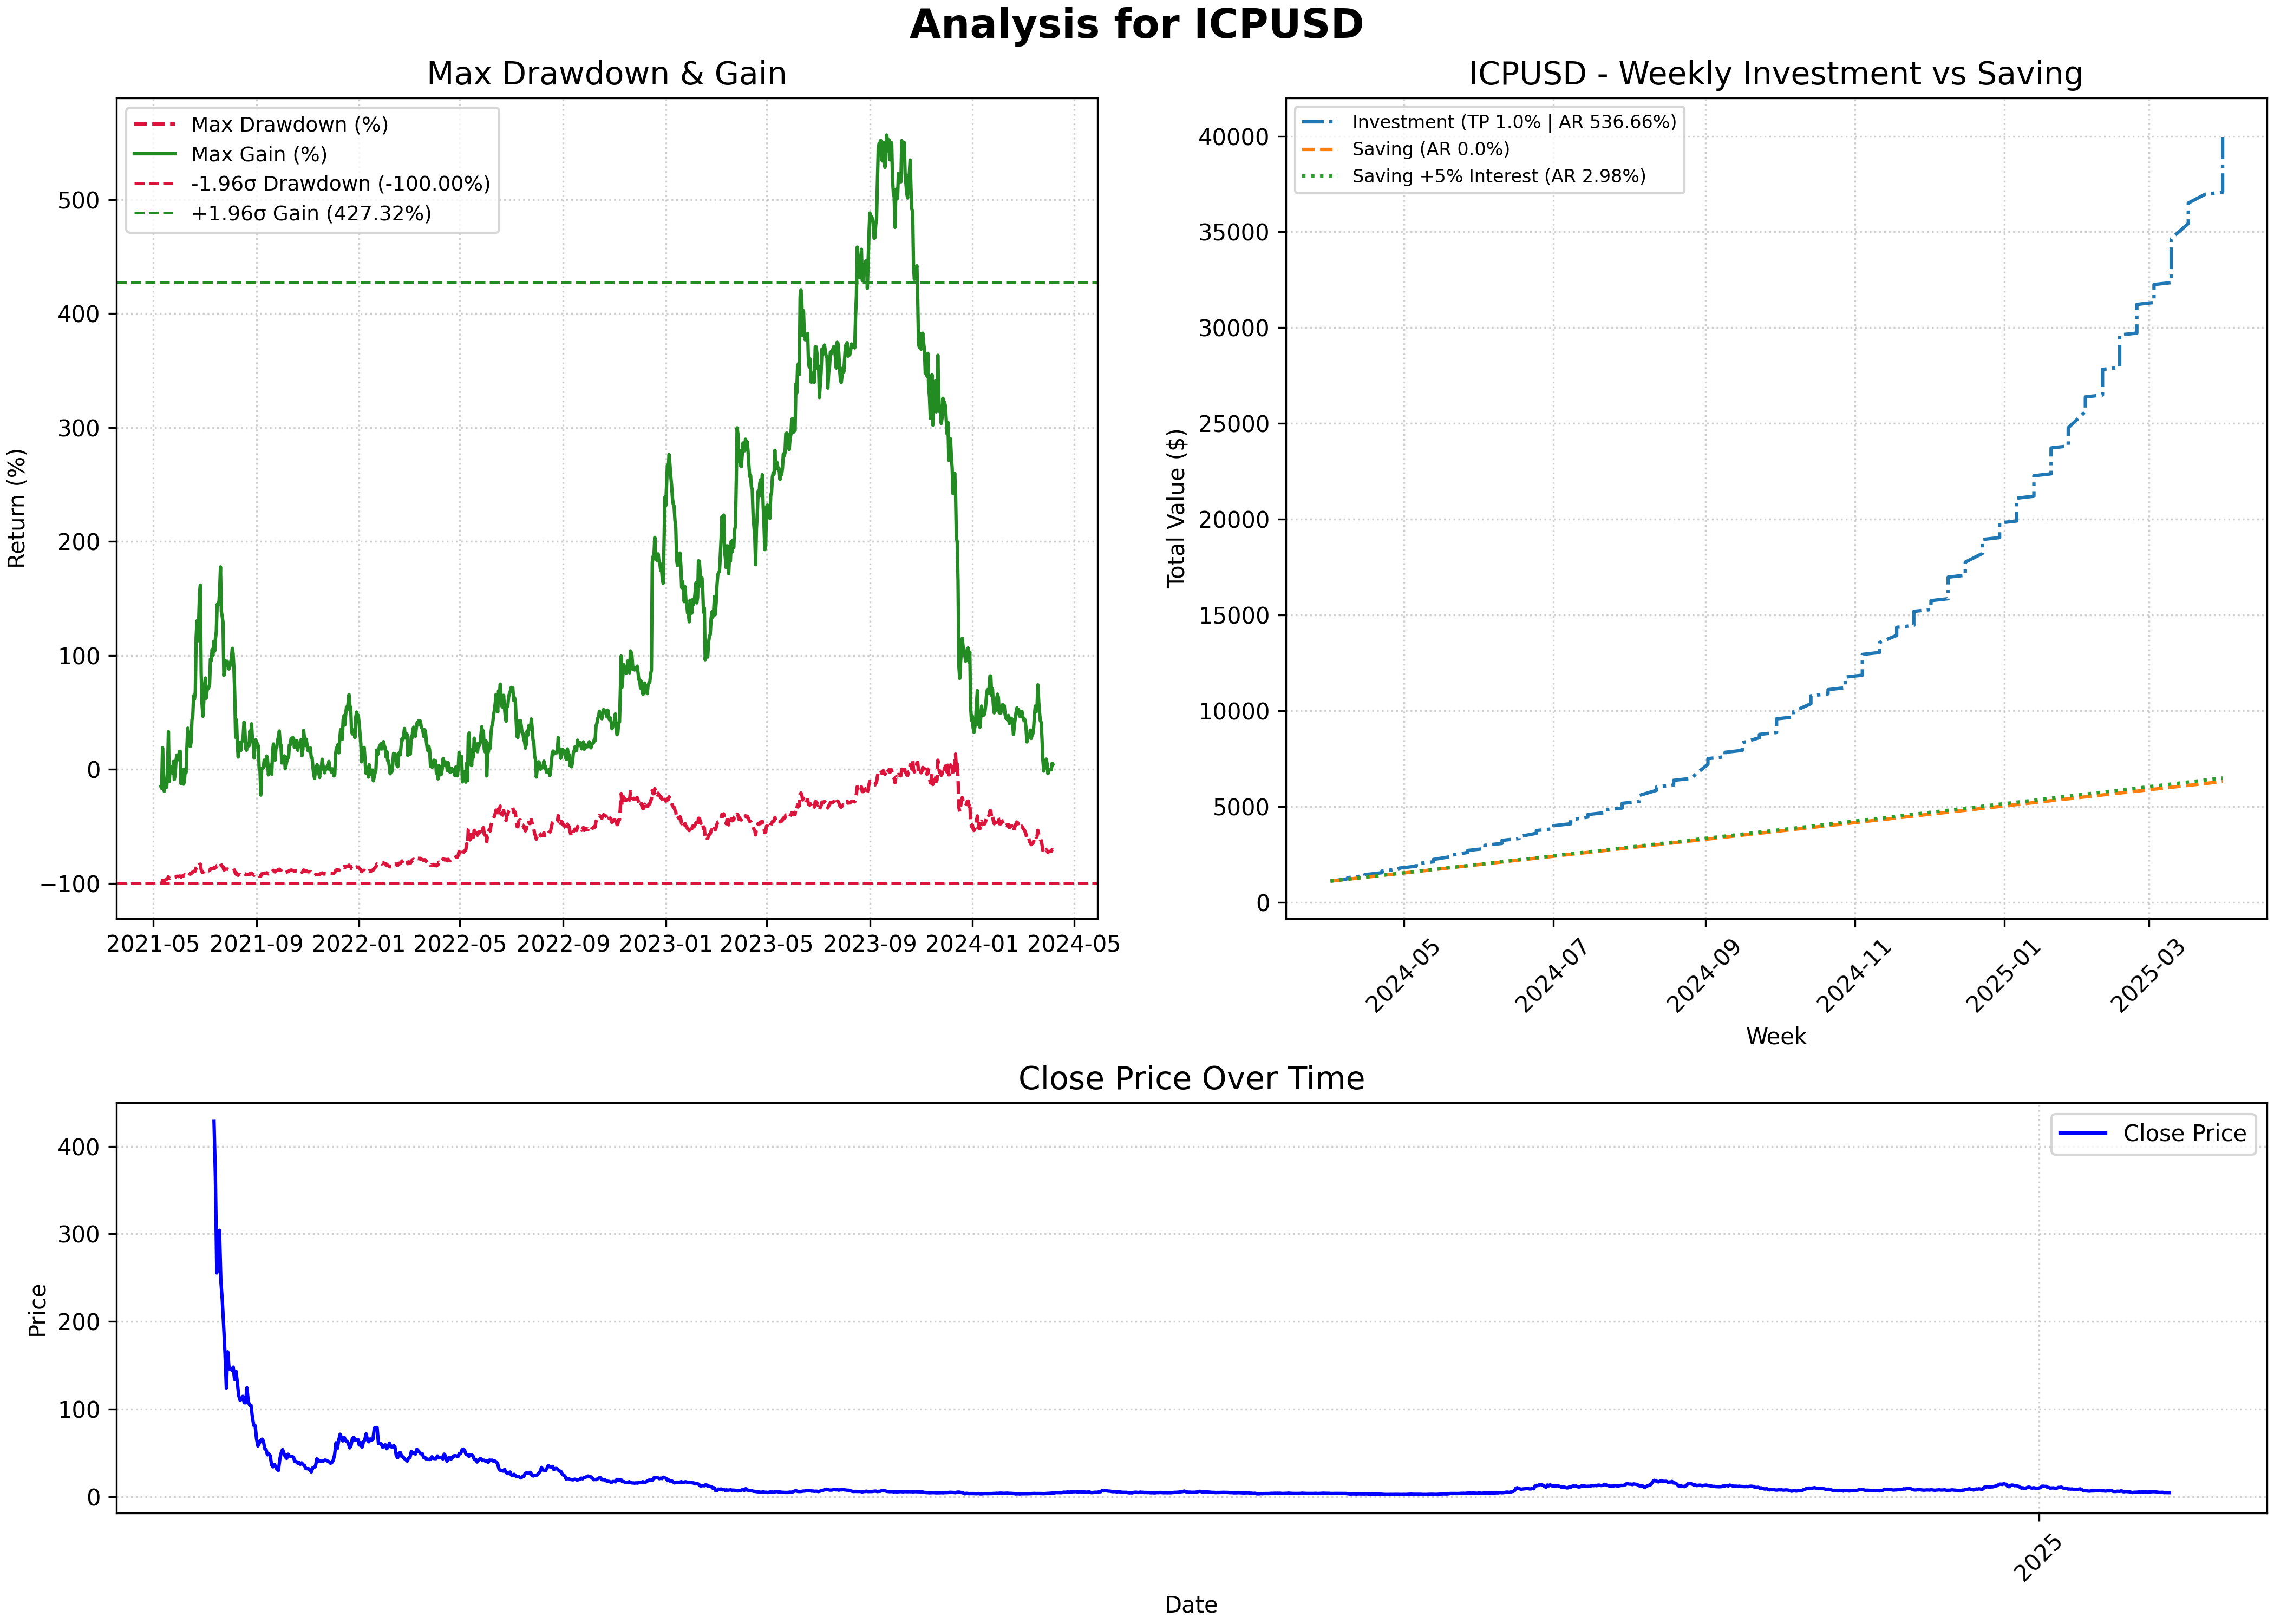 Analysis for ICPUSD
Max Drawdown & Gain
Max Drawdown (%)
Max Gain (%)
-1.96σ Drawdown (-100.00%)
+1.96σ Gain (427.32%)
Return (%)
500
400
300
200
100
0
−100
2021-05 2021-09 2022-01 2022-05 2022-09 2023-01 2023-05 2023-09 2024-01 2024-05
ICPUSD - Weekly Investment vs Saving
Investment (TP 1.0% | AR 536.66%)
Saving (AR 0.0%)
Saving +5% Interest (AR 2.98%)
Total Value ($)
40000
35000
30000
25000
20000
15000
10000
5000
0
2024-05 2024-07 2024-09 2024-11 2025-01 2025-03
Week
Close Price Over Time
Close Price
Price
400
300
200
100
0
2025
Date